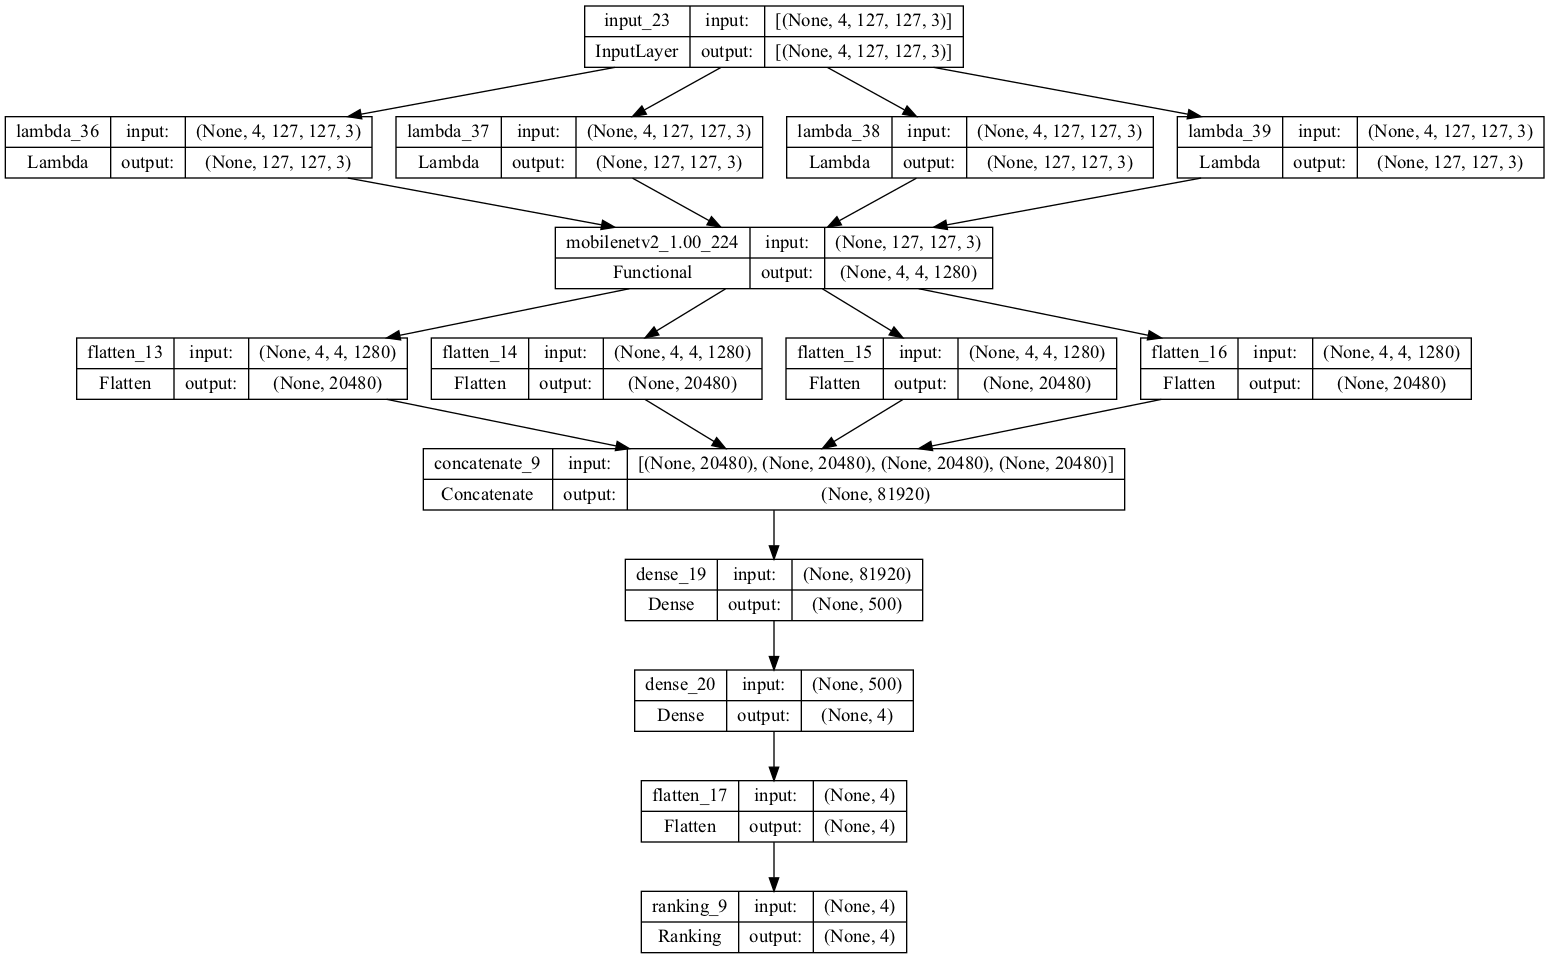 input_23 input: [(None, 4, 127, 127, 3)]
InputLayer output: [(None, 4, 127, 127, 3)]
lambda_36 input: (None, 4, 127, 127, 3)
Lambda output: (None, 127, 127, 3)
lambda_37 input: (None, 4, 127, 127, 3)
Lambda output: (None, 127, 127, 3)
lambda_38 input: (None, 4, 127, 127, 3)
Lambda output: (None, 127, 127, 3)
lambda_39 input: (None, 4, 127, 127, 3)
Lambda output: (None, 127, 127, 3)
mobilenetv2_1.00_224 input: (None, 127, 127, 3)
Functional output: (None, 4, 4, 1280)
flatten_13 input: (None, 4, 4, 1280)
Flatten output: (None, 20480)
flatten_14 input: (None, 4, 4, 1280)
Flatten output: (None, 20480)
flatten_15 input: (None, 4, 4, 1280)
Flatten output: (None, 20480)
flatten_16 input: (None, 4, 4, 1280)
Flatten output: (None, 20480)
concatenate_9 input: [(None, 20480), (None, 20480), (None, 20480), (None, 20480)]
Concatenate output: (None, 81920)
dense_19 input: (None, 81920)
Dense output: (None, 500)
dense_20 input: (None, 500)
Dense output: (None, 4)
flatten_17 input: (None, 4)
Flatten output: (None, 4)
ranking_9 input: (None, 4)
Ranking output: (None, 4)